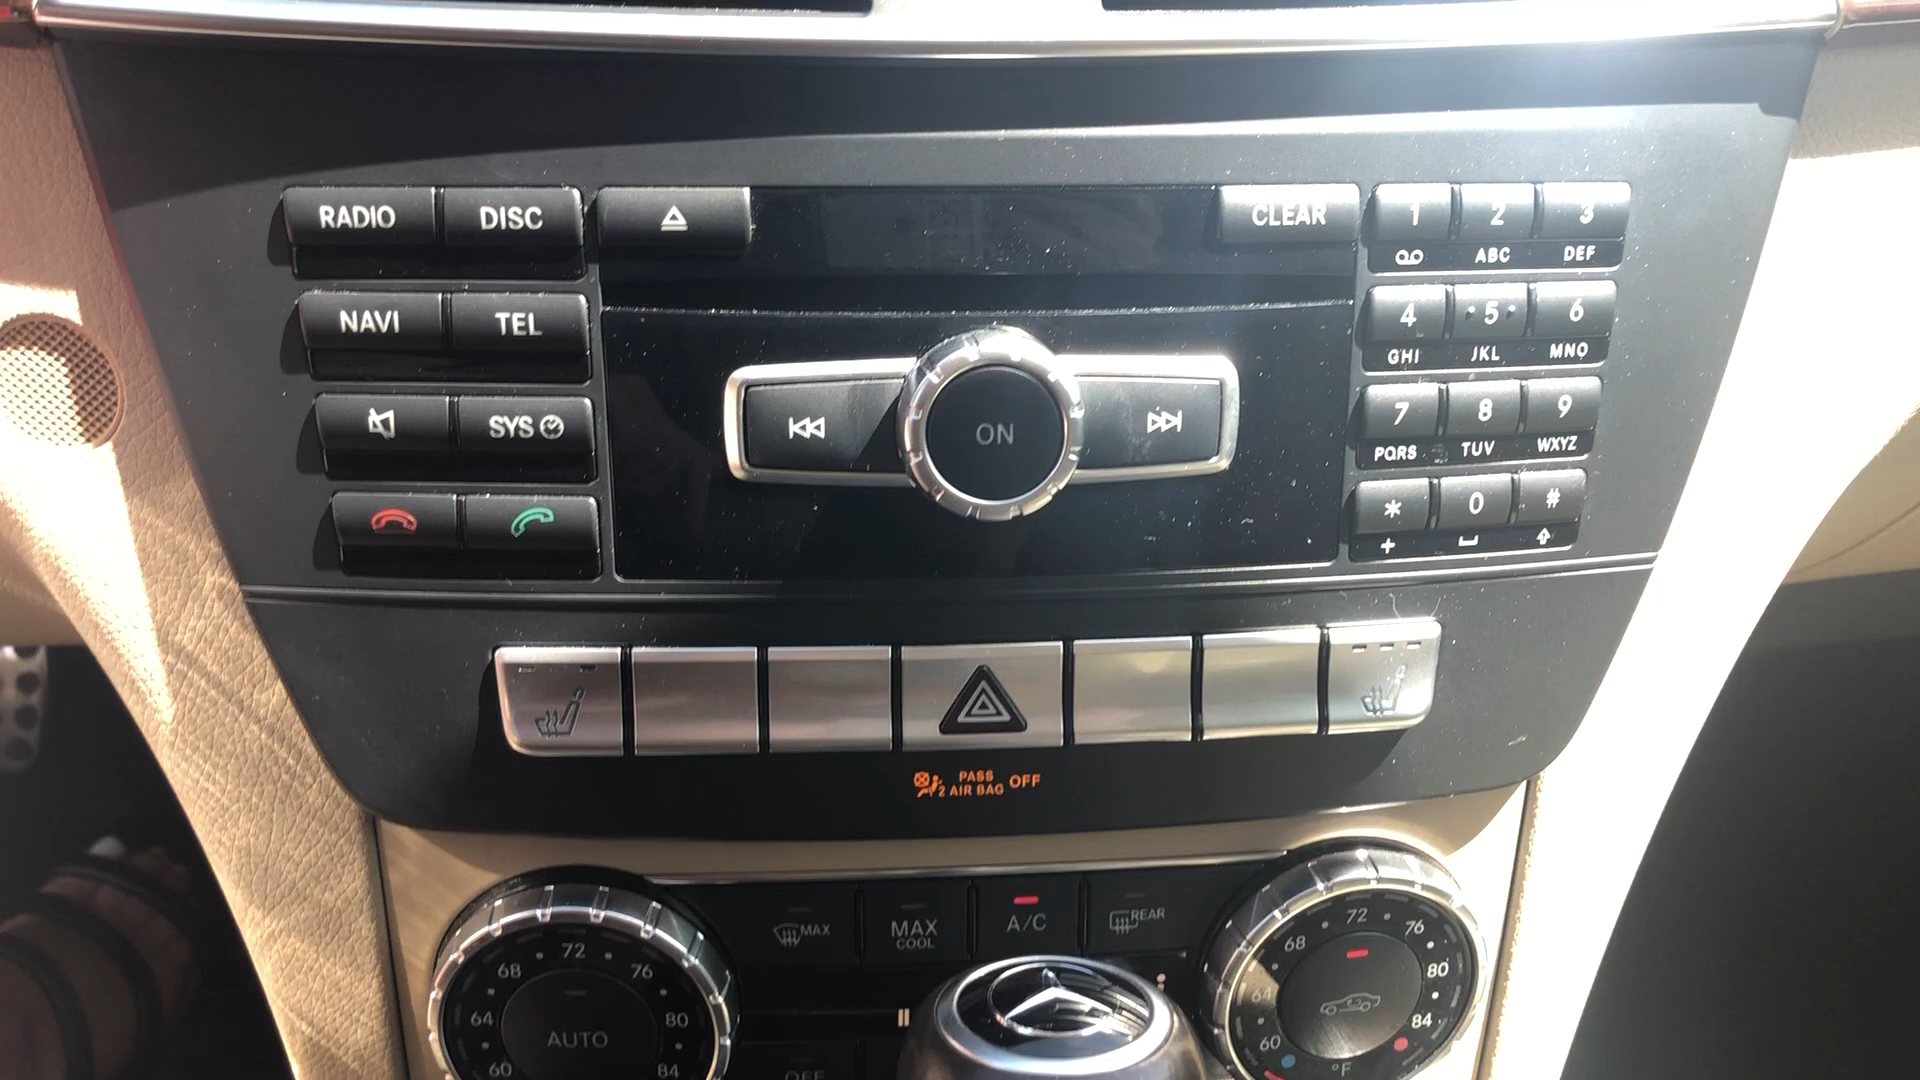 RADIO DISC CLEAR 1 2 3
ABC DEF
NAVI TEL 4 5 6
GHI JKL MNO
SYS ON 7 8 9
PQRS TUV WXYZ
* 0 #
+
PASS
2 AIR BAG OFF
MAX MAX A/C REAR
COOL
72 72
68 76 68 76
64 80 64 80
AUTO
60 84 60 84
OFF °F